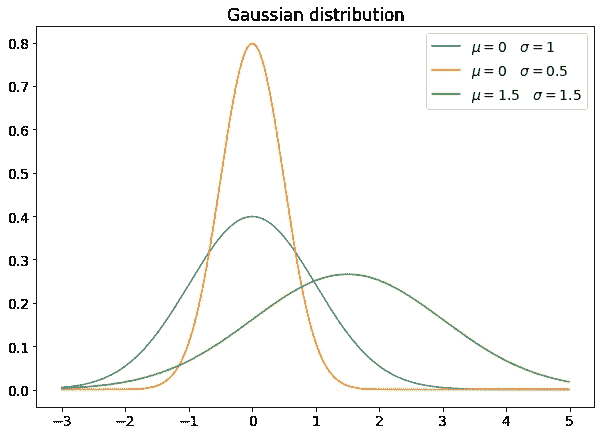 Gaussian distribution
μ = 0 σ = 1
μ = 0 σ = 0.5
μ = 1.5 σ = 1.5
0.8
0.7
0.6
0.5
0.4
0.3
0.2
0.1
0.0
−3 −2 −1 0 1 2 3 4 5